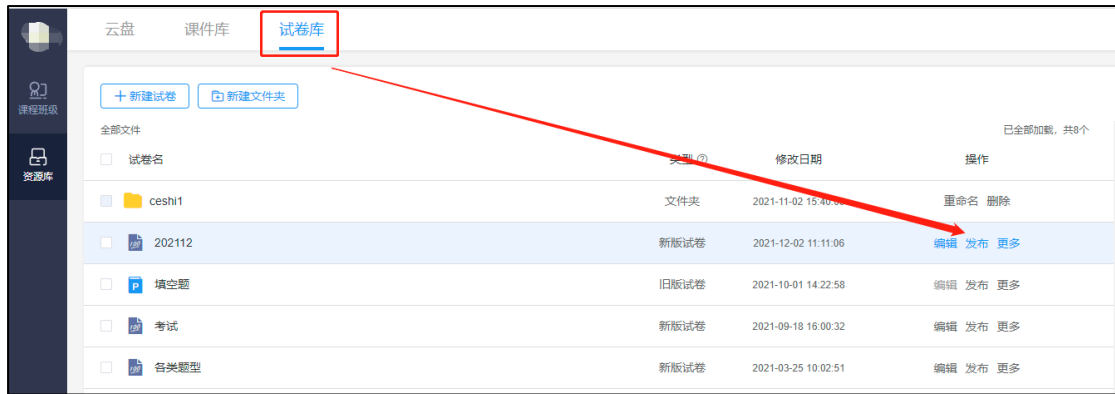 云盘 课件库 试卷库
课程班级
资源库
+ 新建试卷 新建文件夹
全部文件 已全部加载，共8个
试卷名 类型 修改日期 操作
ceshi1 文件夹 2021-11-02 15:40: 重命名 删除
202112 新版试卷 2021-12-02 11:11:06 编辑 发布 更多
填空题 旧版试卷 2021-10-01 14:22:58 编辑 发布 更多
考试 新版试卷 2021-09-18 16:00:32 编辑 发布 更多
各类题型 新版试卷 2021-03-25 10:02:51 编辑 发布 更多